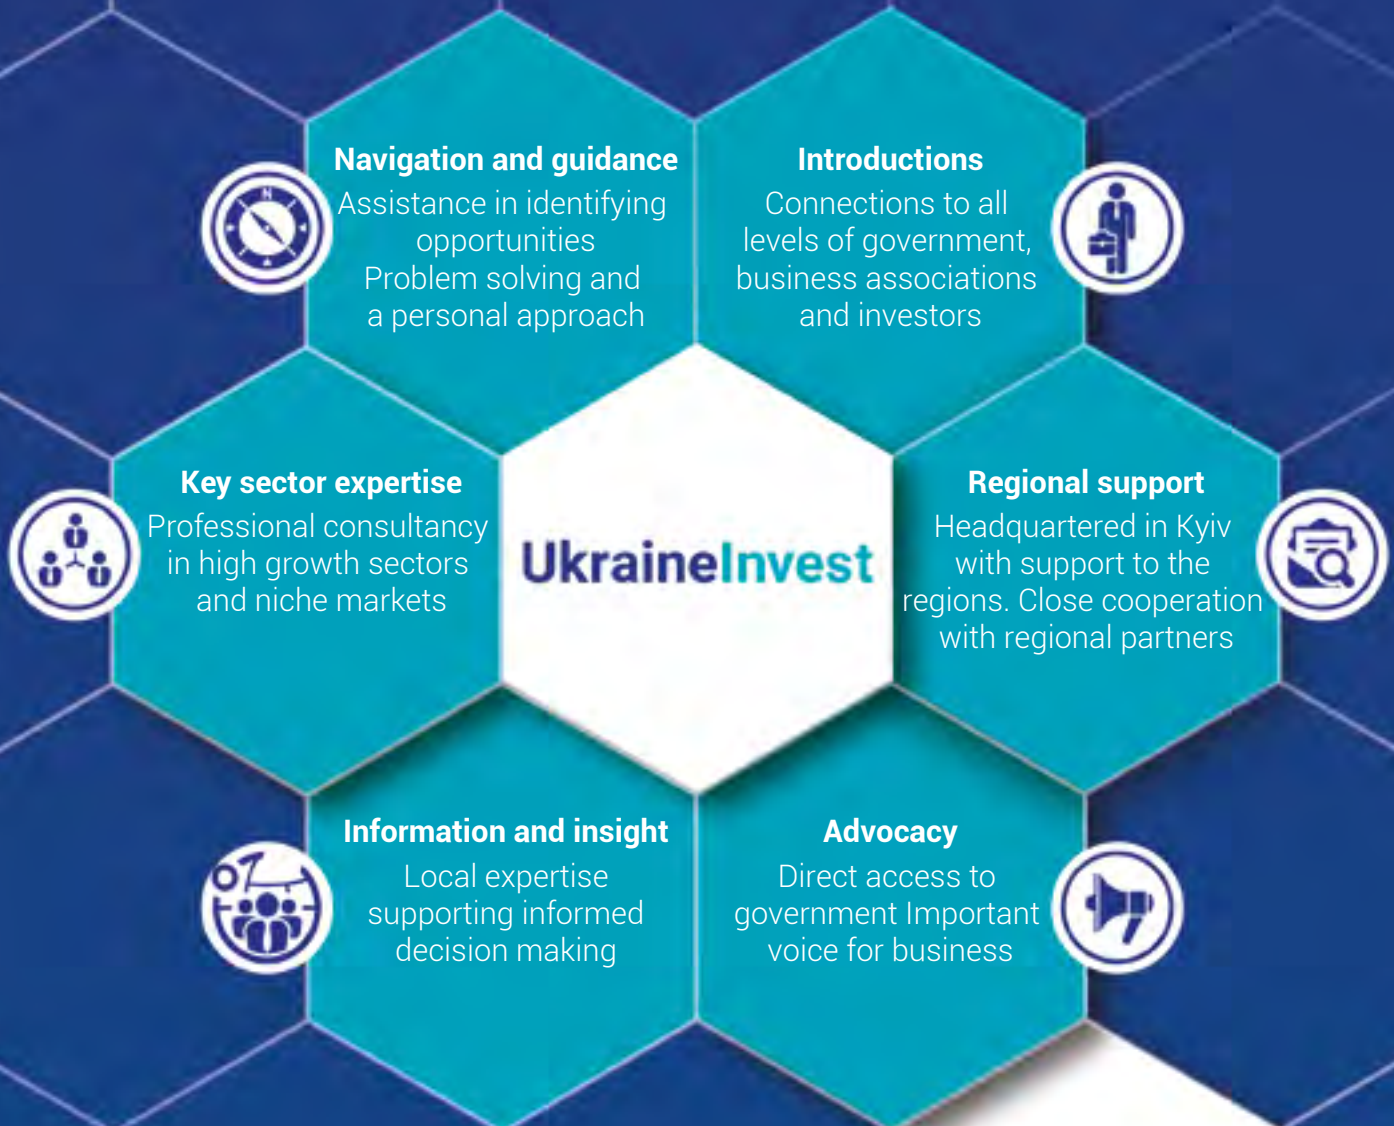 Navigation and guidance
Assistance in identifying
opportunities
Problem solving and
a personal approach
Introductions
Connections to all
levels of government,
business associations
and investors
Key sector expertise
Professional consultancy
in high growth sectors
and niche markets
UkraineInvest
Regional support
Headquartered in Kyiv
with support to the
regions. Close cooperation
with regional partners
Information and insight
Local expertise
supporting informed
decision making
Advocacy
Direct access to
government Important
voice for business